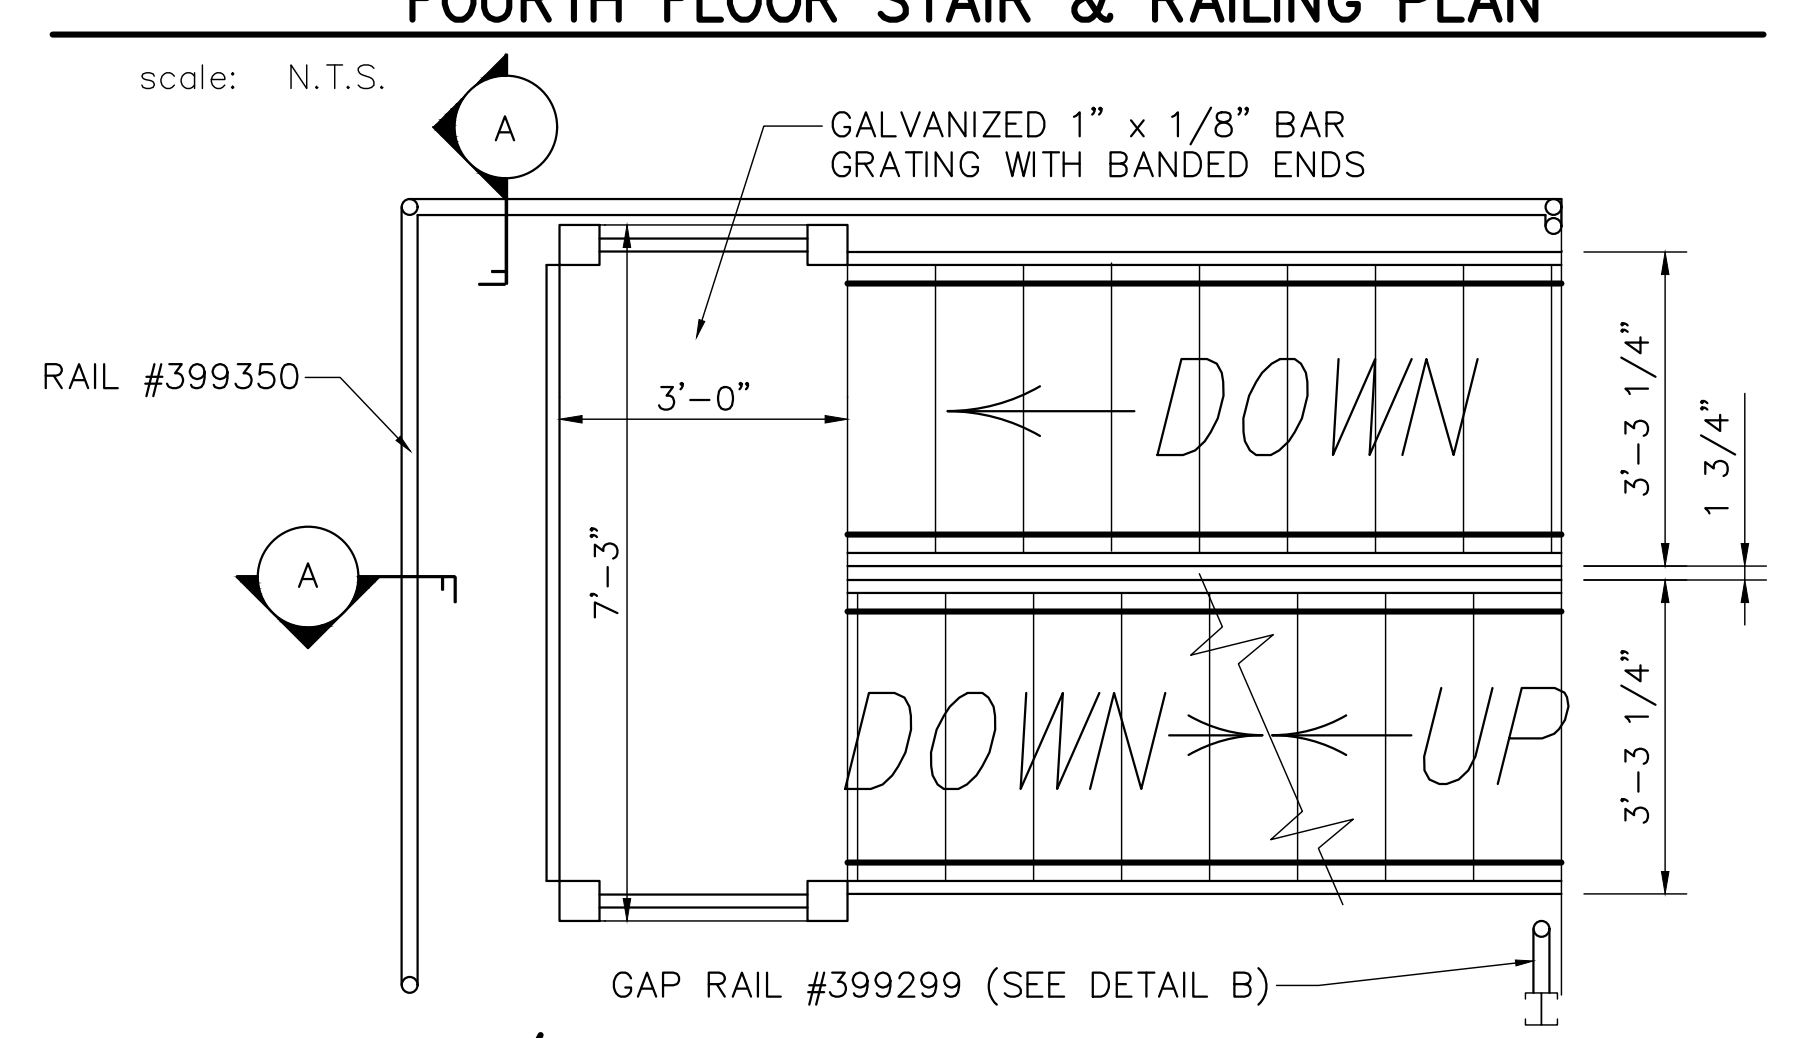 FOURTH FLOOR STAIR & RAILING PLAN
scale: N.T.S.
A
GALVANIZED 1" x 1/8" BAR
GRATING WITH BANDED ENDS
RAIL #399350
3'-0"
DOWN
3'-3 1/4"
1 3/4"
7'-3"
A
DOWN
UP
3'-3 1/4"
GAP RAIL #399299 (SEE DETAIL B)